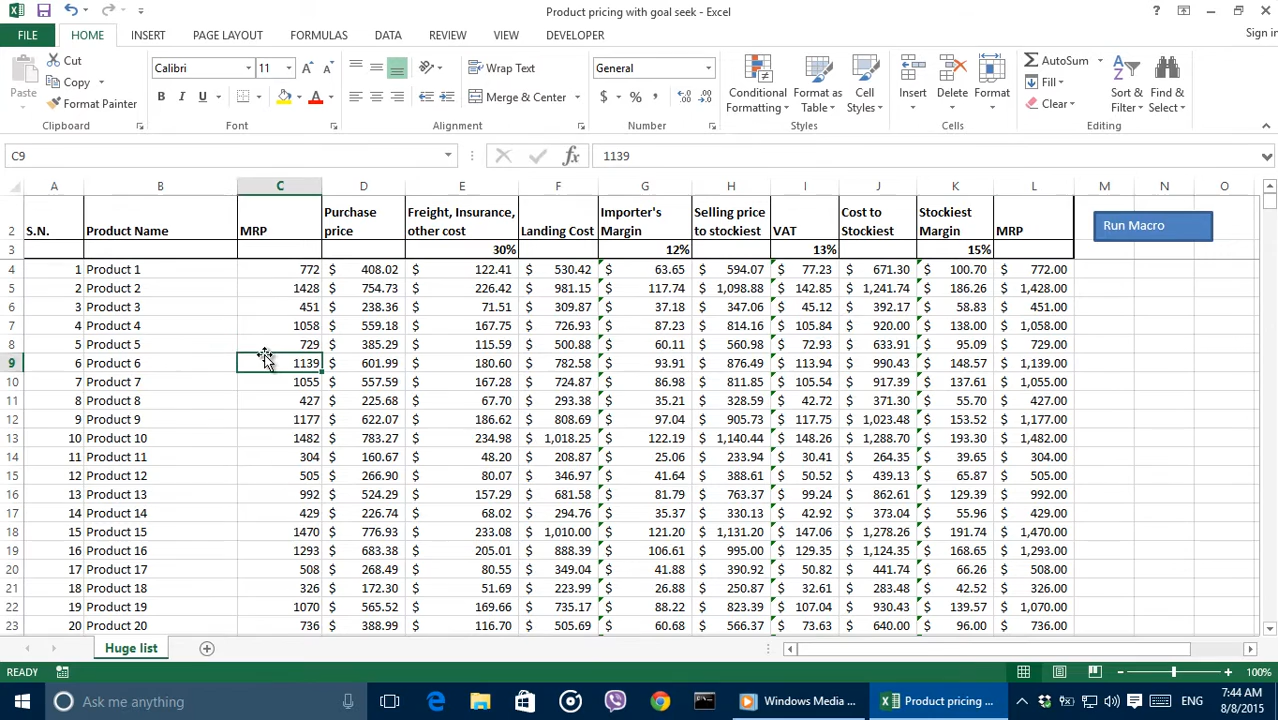 Product pricing with goal seek - Excel
?
FILE HOME INSERT PAGE LAYOUT FORMULAS DATA REVIEW VIEW DEVELOPER Sign in
Paste Cut Copy Format Painter Clipboard
Calibri 11 A A B I U A Font
Wrap Text Merge & Center Alignment
General $ % , Number
Conditional Formatting Format as Table Cell Styles Styles
Insert Delete Format Cells
AutoSum Fill Clear Sort & Filter Find & Select Editing
C9 fx 1139
A B C D E F G H I J K L M N O
2 S.N. Product Name MRP Purchase price Freight, Insurance, other cost Landing Cost Importer's Margin Selling price to stockiest VAT Cost to Stockiest Stockiest Margin MRP Run Macro
3 30% 12% 13% 15%
4 1 Product 1 772 $ 408.02 $ 122.41 $ 530.42 $ 63.65 $ 594.07 $ 77.23 $ 671.30 $ 100.70 $ 772.00
5 2 Product 2 1428 $ 754.73 $ 226.42 $ 981.15 $ 117.74 $ 1,098.88 $ 142.85 $ 1,241.74 $ 186.26 $ 1,428.00
6 3 Product 3 451 $ 238.36 $ 71.51 $ 309.87 $ 37.18 $ 347.06 $ 45.12 $ 392.17 $ 58.83 $ 451.00
7 4 Product 4 1058 $ 559.18 $ 167.75 $ 726.93 $ 87.23 $ 814.16 $ 105.84 $ 920.00 $ 138.00 $ 1,058.00
8 5 Product 5 729 $ 385.29 $ 115.59 $ 500.88 $ 60.11 $ 560.98 $ 72.93 $ 633.91 $ 95.09 $ 729.00
9 6 Product 6 1139 $ 601.99 $ 180.60 $ 782.58 $ 93.91 $ 876.49 $ 113.94 $ 990.43 $ 148.57 $ 1,139.00
10 7 Product 7 1055 $ 557.59 $ 167.28 $ 724.87 $ 86.98 $ 811.85 $ 105.54 $ 917.39 $ 137.61 $ 1,055.00
11 8 Product 8 427 $ 225.68 $ 67.70 $ 293.38 $ 35.21 $ 328.59 $ 42.72 $ 371.30 $ 55.70 $ 427.00
12 9 Product 9 1177 $ 622.07 $ 186.62 $ 808.69 $ 97.04 $ 905.73 $ 117.75 $ 1,023.48 $ 153.52 $ 1,177.00
13 10 Product 10 1482 $ 783.27 $ 234.98 $ 1,018.25 $ 122.19 $ 1,140.44 $ 148.26 $ 1,288.70 $ 193.30 $ 1,482.00
14 11 Product 11 304 $ 160.67 $ 48.20 $ 208.87 $ 25.06 $ 233.94 $ 30.41 $ 264.35 $ 39.65 $ 304.00
15 12 Product 12 505 $ 266.90 $ 80.07 $ 346.97 $ 41.64 $ 388.61 $ 50.52 $ 439.13 $ 65.87 $ 505.00
16 13 Product 13 992 $ 524.29 $ 157.29 $ 681.58 $ 81.79 $ 763.37 $ 99.24 $ 862.61 $ 129.39 $ 992.00
17 14 Product 14 429 $ 226.74 $ 68.02 $ 294.76 $ 35.37 $ 330.13 $ 42.92 $ 373.04 $ 55.96 $ 429.00
18 15 Product 15 1470 $ 776.93 $ 233.08 $ 1,010.00 $ 121.20 $ 1,131.20 $ 147.06 $ 1,278.26 $ 191.74 $ 1,470.00
19 16 Product 16 1293 $ 683.38 $ 205.01 $ 888.39 $ 106.61 $ 995.00 $ 129.35 $ 1,124.35 $ 168.65 $ 1,293.00
20 17 Product 17 508 $ 268.49 $ 80.55 $ 349.04 $ 41.88 $ 390.92 $ 50.82 $ 441.74 $ 66.26 $ 508.00
21 18 Product 18 326 $ 172.30 $ 51.69 $ 223.99 $ 26.88 $ 250.87 $ 32.61 $ 283.48 $ 42.52 $ 326.00
22 19 Product 19 1070 $ 565.52 $ 169.66 $ 735.17 $ 88.22 $ 823.39 $ 107.04 $ 930.43 $ 139.57 $ 1,070.00
23 20 Product 20 736 $ 388.99 $ 116.70 $ 505.69 $ 60.68 $ 566.37 $ 73.63 $ 640.00 $ 96.00 $ 736.00
Huge list
READY 100%
Ask me anything Windows Media ... Product pricing ... ENG 7:44 AM
8/8/2015